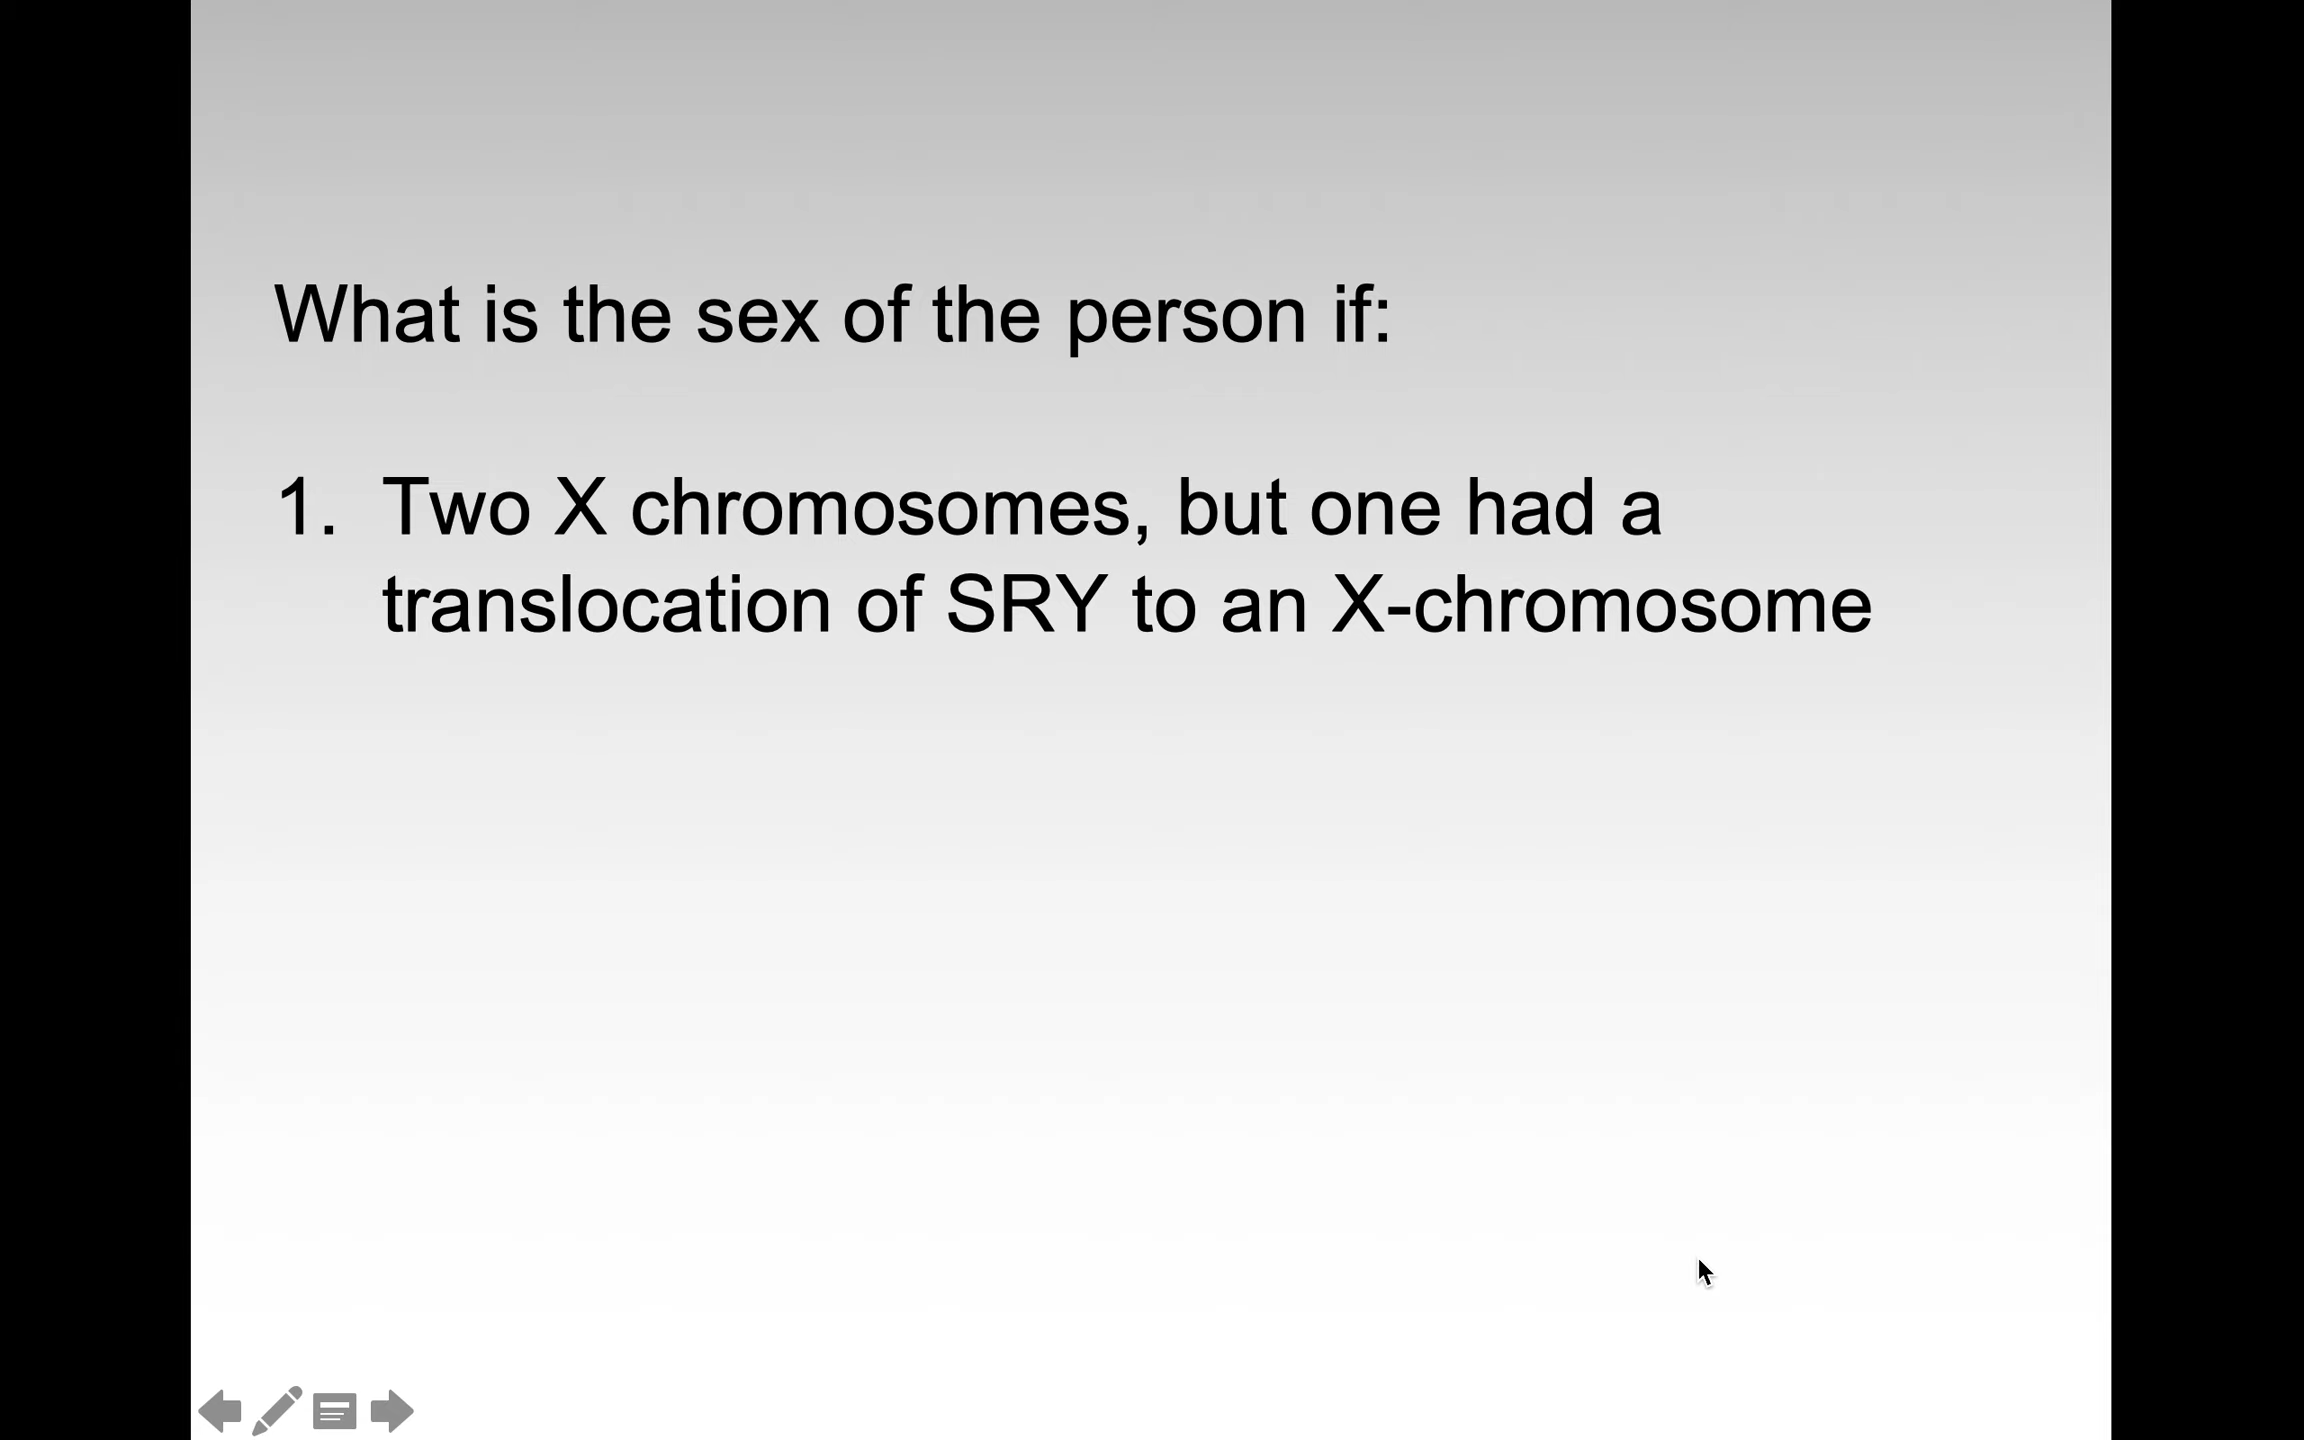 What is the sex of the person if:
1. Two X chromosomes, but one had a
translocation of SRY to an X-chromosome